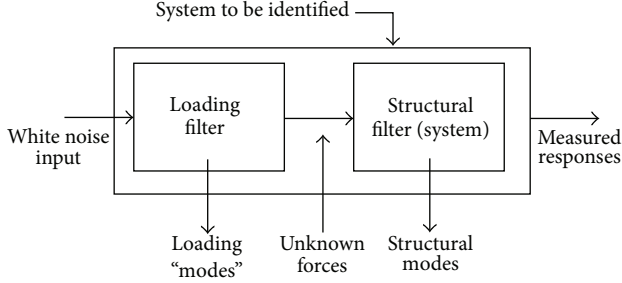 System to be identified
Loading
filter
Structural
filter (system)
White noise
input
Measured
responses
Loading
“modes”
Unknown
forces
Structural
modes